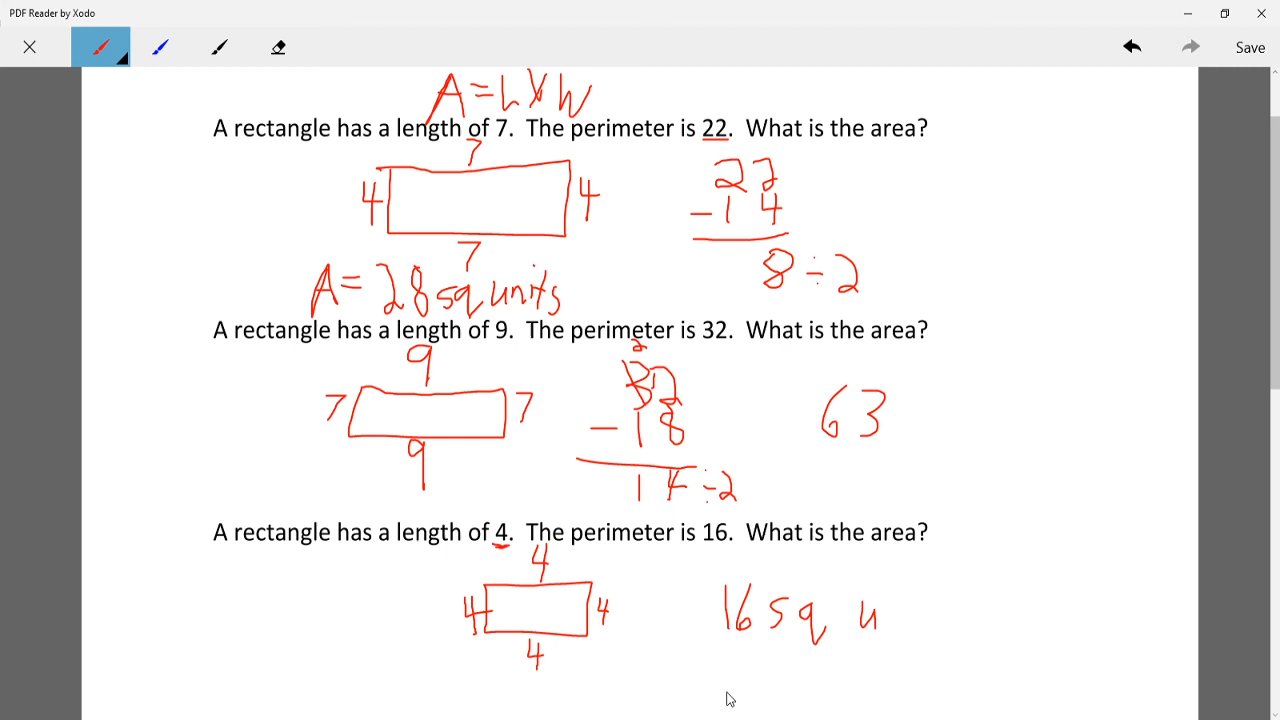 PDF Reader by Xodo
Save
A = L X W
A rectangle has a length of 7. The perimeter is 22. What is the area?
7
4
4
7
22
- 14
8 ÷ 2
A = 28 sq units
A rectangle has a length of 9. The perimeter is 32. What is the area?
9
7
7
9
2
32
- 18
14 ÷ 2
63
A rectangle has a length of 4. The perimeter is 16. What is the area?
4
4
4
4
16 sq u